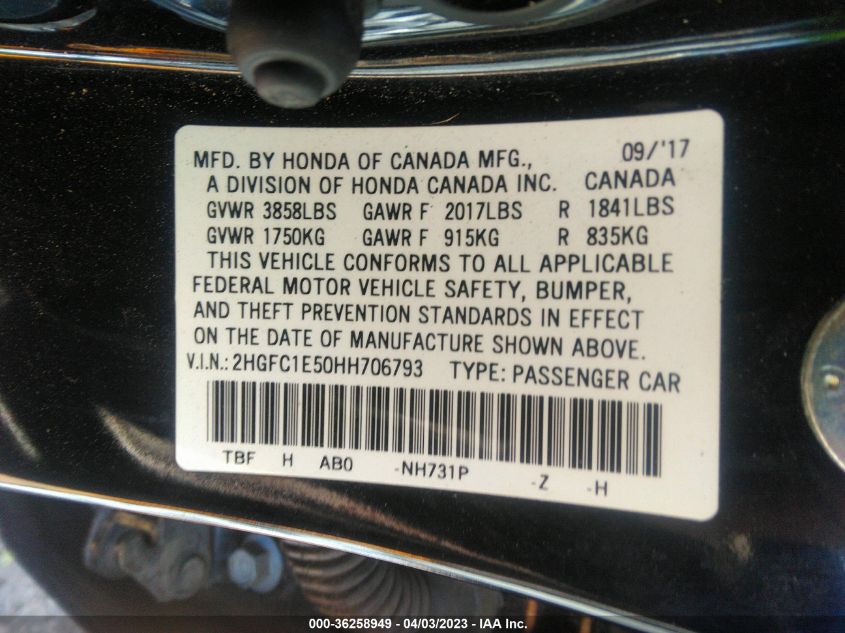 MFD. BY HONDA OF CANADA MFG., 09/'17
A DIVISION OF HONDA CANADA INC. CANADA
GVWR 3858LBS GAWR F 2017LBS R 1841LBS
GVWR 1750KG GAWR F 915KG R 835KG
THIS VEHICLE CONFORMS TO ALL APPLICABLE
FEDERAL MOTOR VEHICLE SAFETY, BUMPER,
AND THEFT PREVENTION STANDARDS IN EFFECT
ON THE DATE OF MANUFACTURE SHOWN ABOVE.
V.I.N.: 2HGFC1E50HH706793 TYPE: PASSENGER CAR
TBF H AB0 -NH731P -Z -H
000-36258949 - 04/03/2023 - IAA Inc.